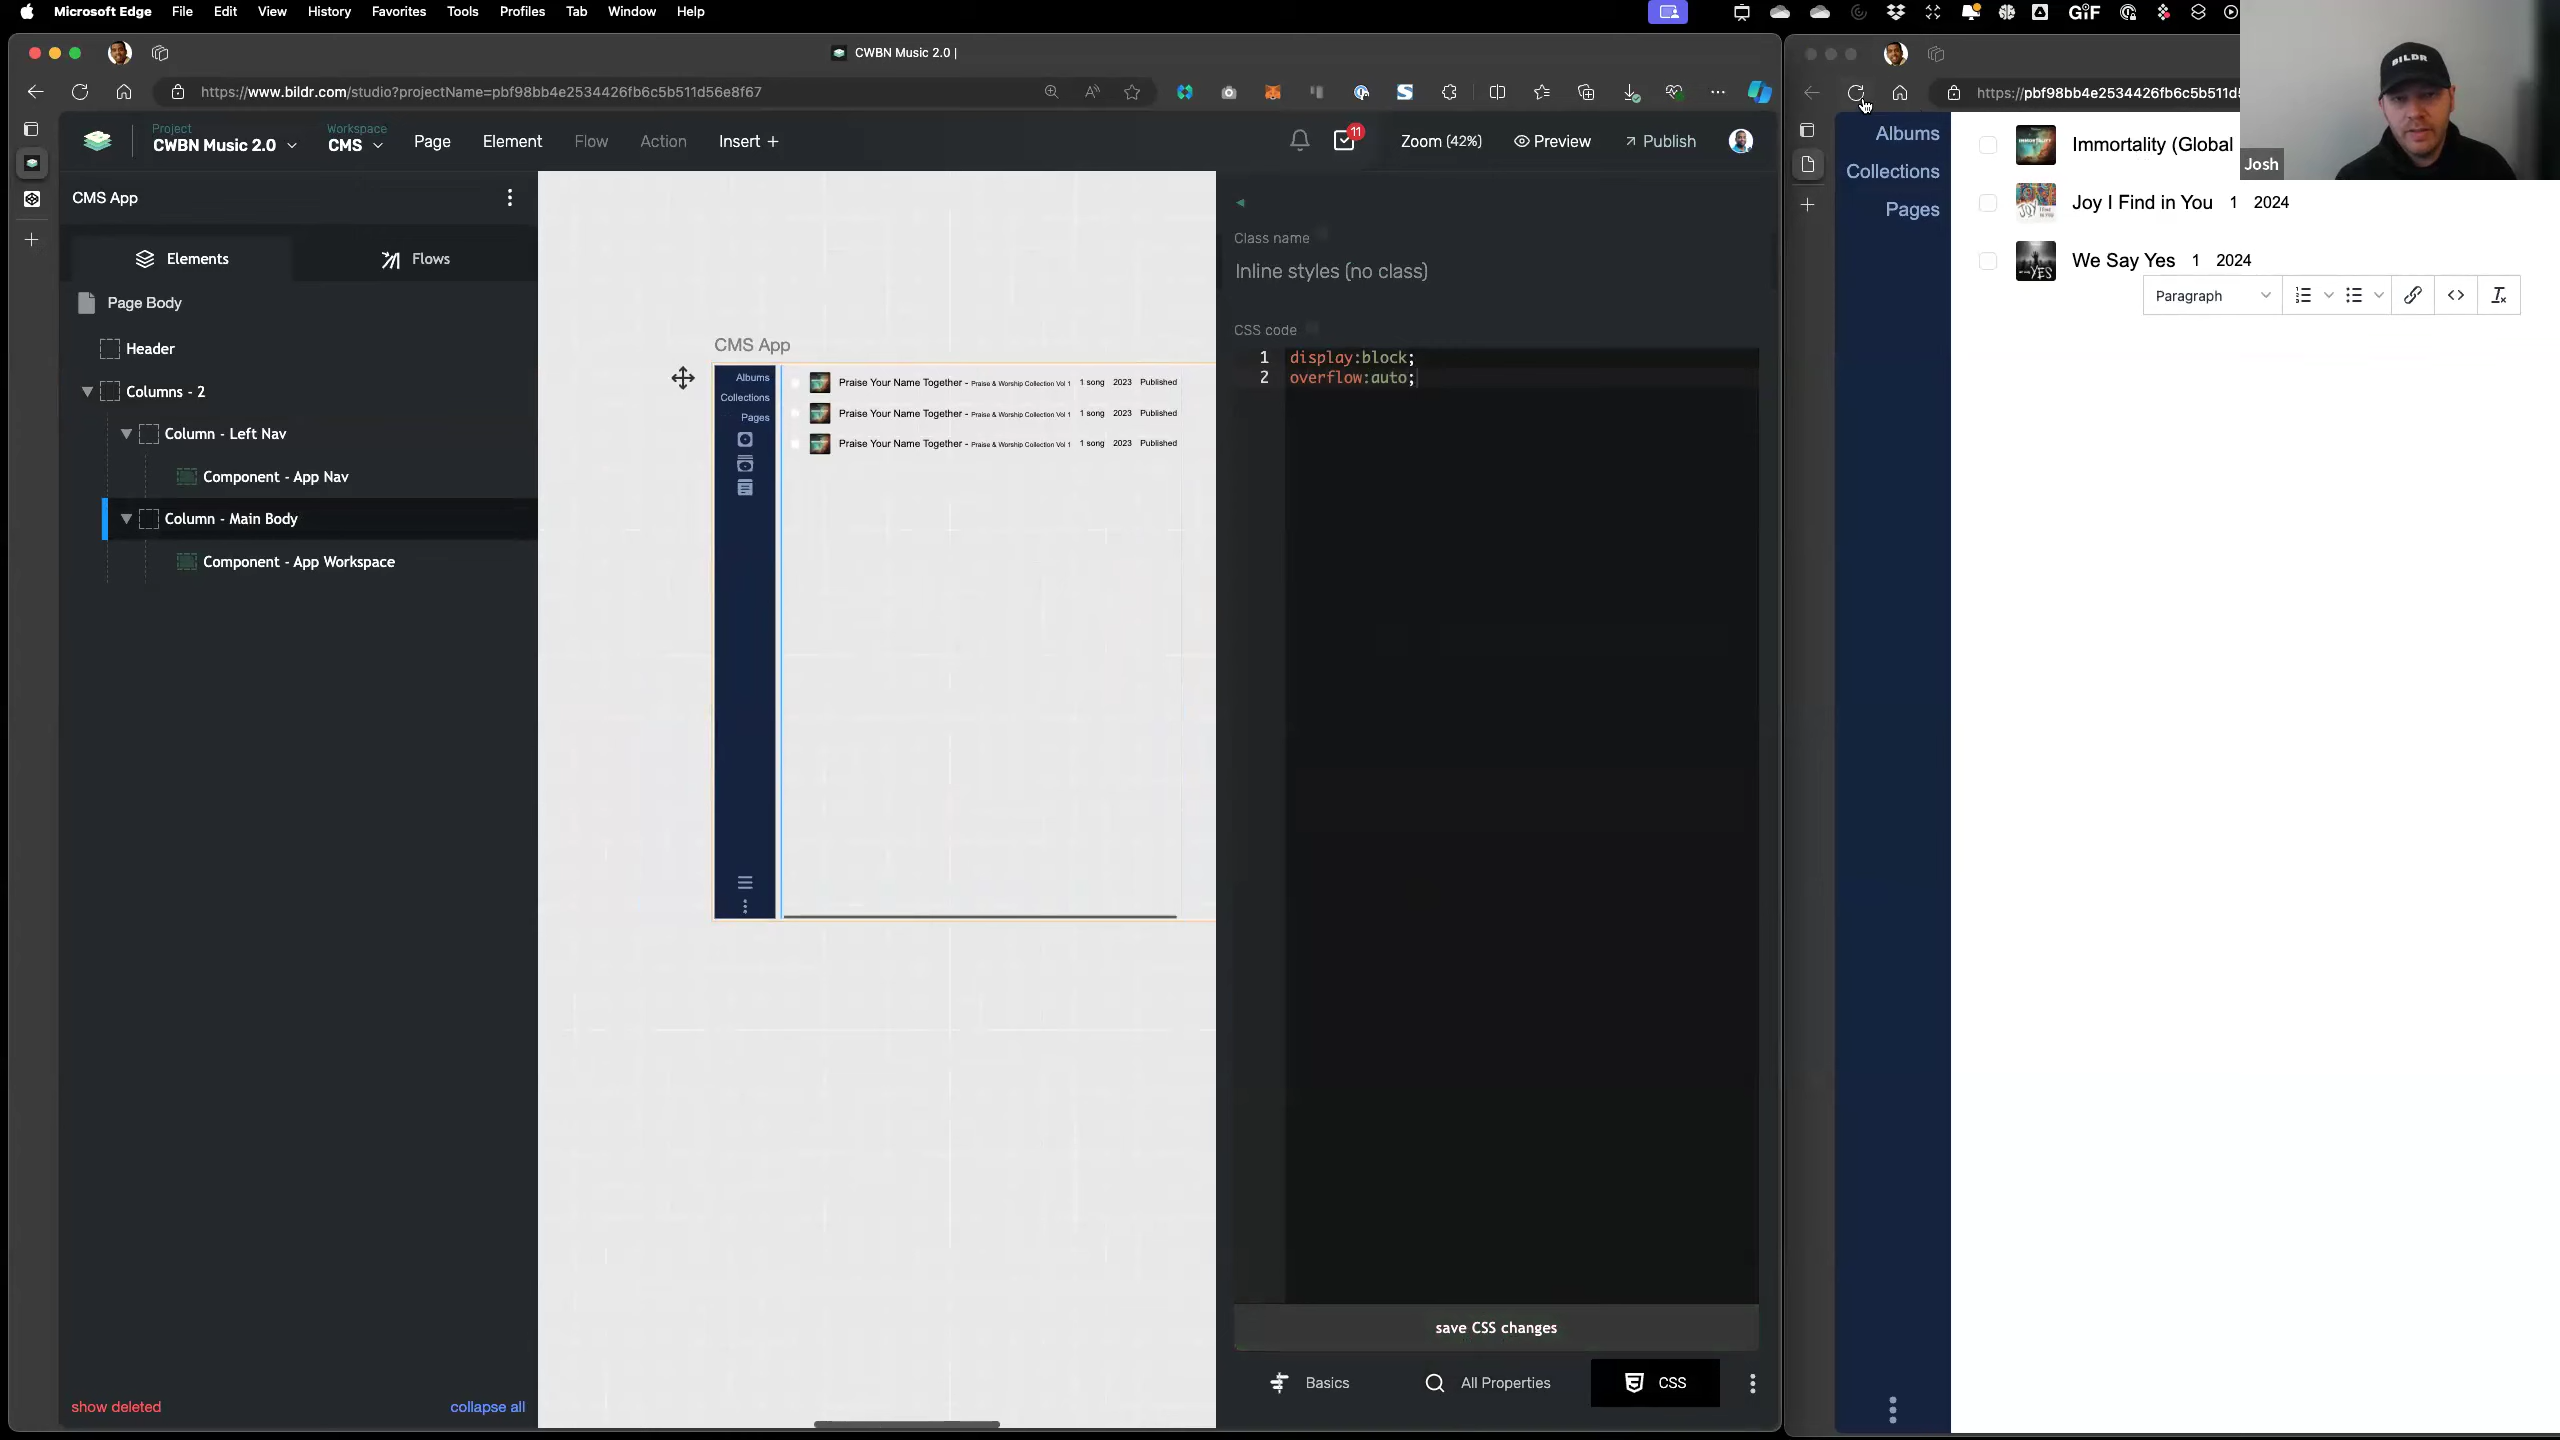 Microsoft Edge File Edit View History Favorites Tools Profiles Tab Window Help
GIF
CWBN Music 2.0 |
https://www.bildr.com/studio?projectName=pbf98bb4e2534426fb6c5b511d56e8f67
Project
CWBN Music 2.0
Workspace
CMS
Page Element Flow Action Insert +
11
Zoom (42%) Preview Publish
CMS App
Elements Flows
Page Body
Header
Columns - 2
Column - Left Nav
Component - App Nav
Column - Main Body
Component - App Workspace
show deleted collapse all
CMS App
Albums
Collections
Pages
Praise Your Name Together - Praise & Worship Collection Vol 1 1 song 2023 Published
Praise Your Name Together - Praise & Worship Collection Vol 1 1 song 2023 Published
Praise Your Name Together - Praise & Worship Collection Vol 1 1 song 2023 Published
Class name
Inline styles (no class)
CSS code
1 display:block;
2 overflow:auto;
save CSS changes
Basics All Properties CSS
https://pbf98bb4e2534426fb6c5b511d5
Albums
Collections
Pages
Immortality (Global
Joy I Find in You 1 2024
We Say Yes 1 2024
Paragraph
BILDR
Josh